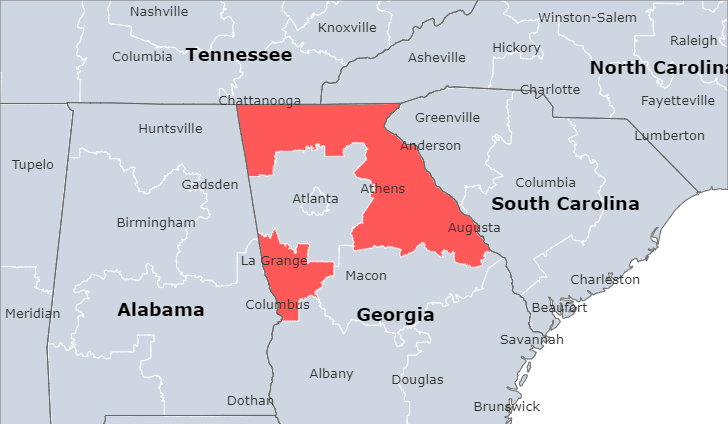 Nashville
Knoxville
Winston-Salem
Tennessee
Columbia
Asheville
Hickory
Raleigh
North Carolina
Chattanooga
Charlotte
Fayetteville
Huntsville
Greenville
Lumberton
Tupelo
Anderson
Gadsden
Athens
Columbia
Atlanta
South Carolina
Birmingham
Augusta
La Grange
Macon
Charleston
Columbus
Beaufort
Meridian
Alabama
Georgia
Savannah
Albany
Douglas
Dothan
Brunswick